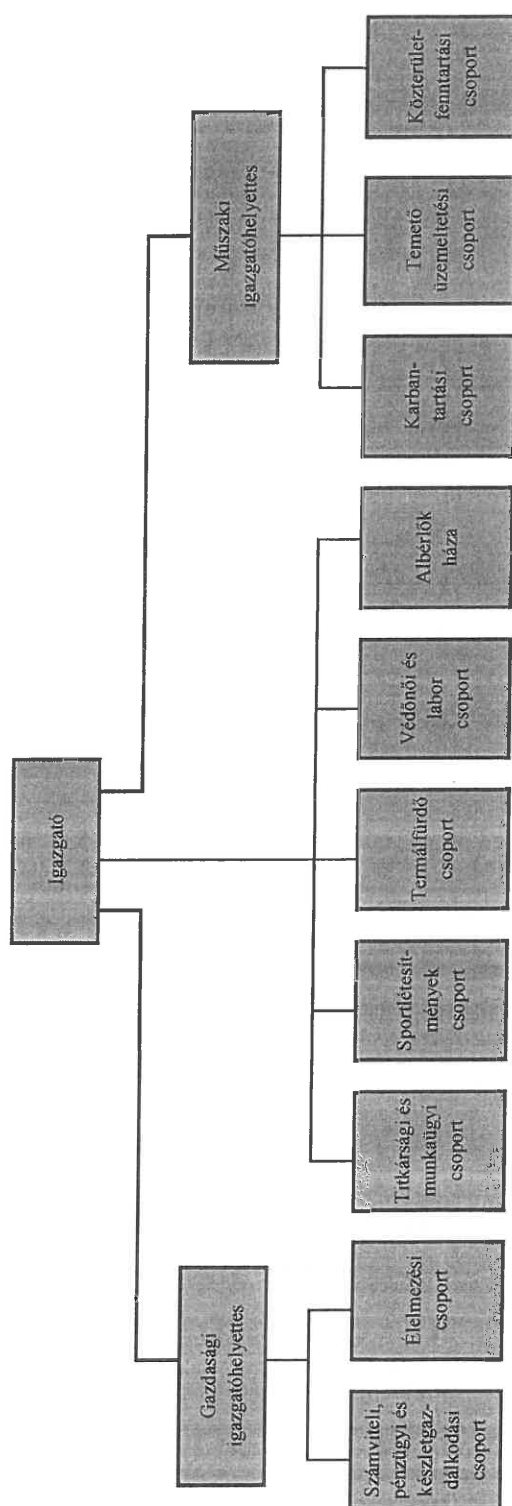 Igazgató
Gazdasági
igazgatóhelyettes
Műszaki
igazgatóhelyettes
Számviteli,
pénzügyi és
készletgaz-
dálkodási
csoport
Élelmezési
csoport
Titkársági és
munkaügyi
csoport
Sportlétesít-
mények
csoport
Termálfürdő
csoport
Védőnői és
labor
csoport
Albérlők
háza
Karban-
tartási
csoport
Temető
üzemeltetési
csoport
Közterület-
fenntartási
csoport